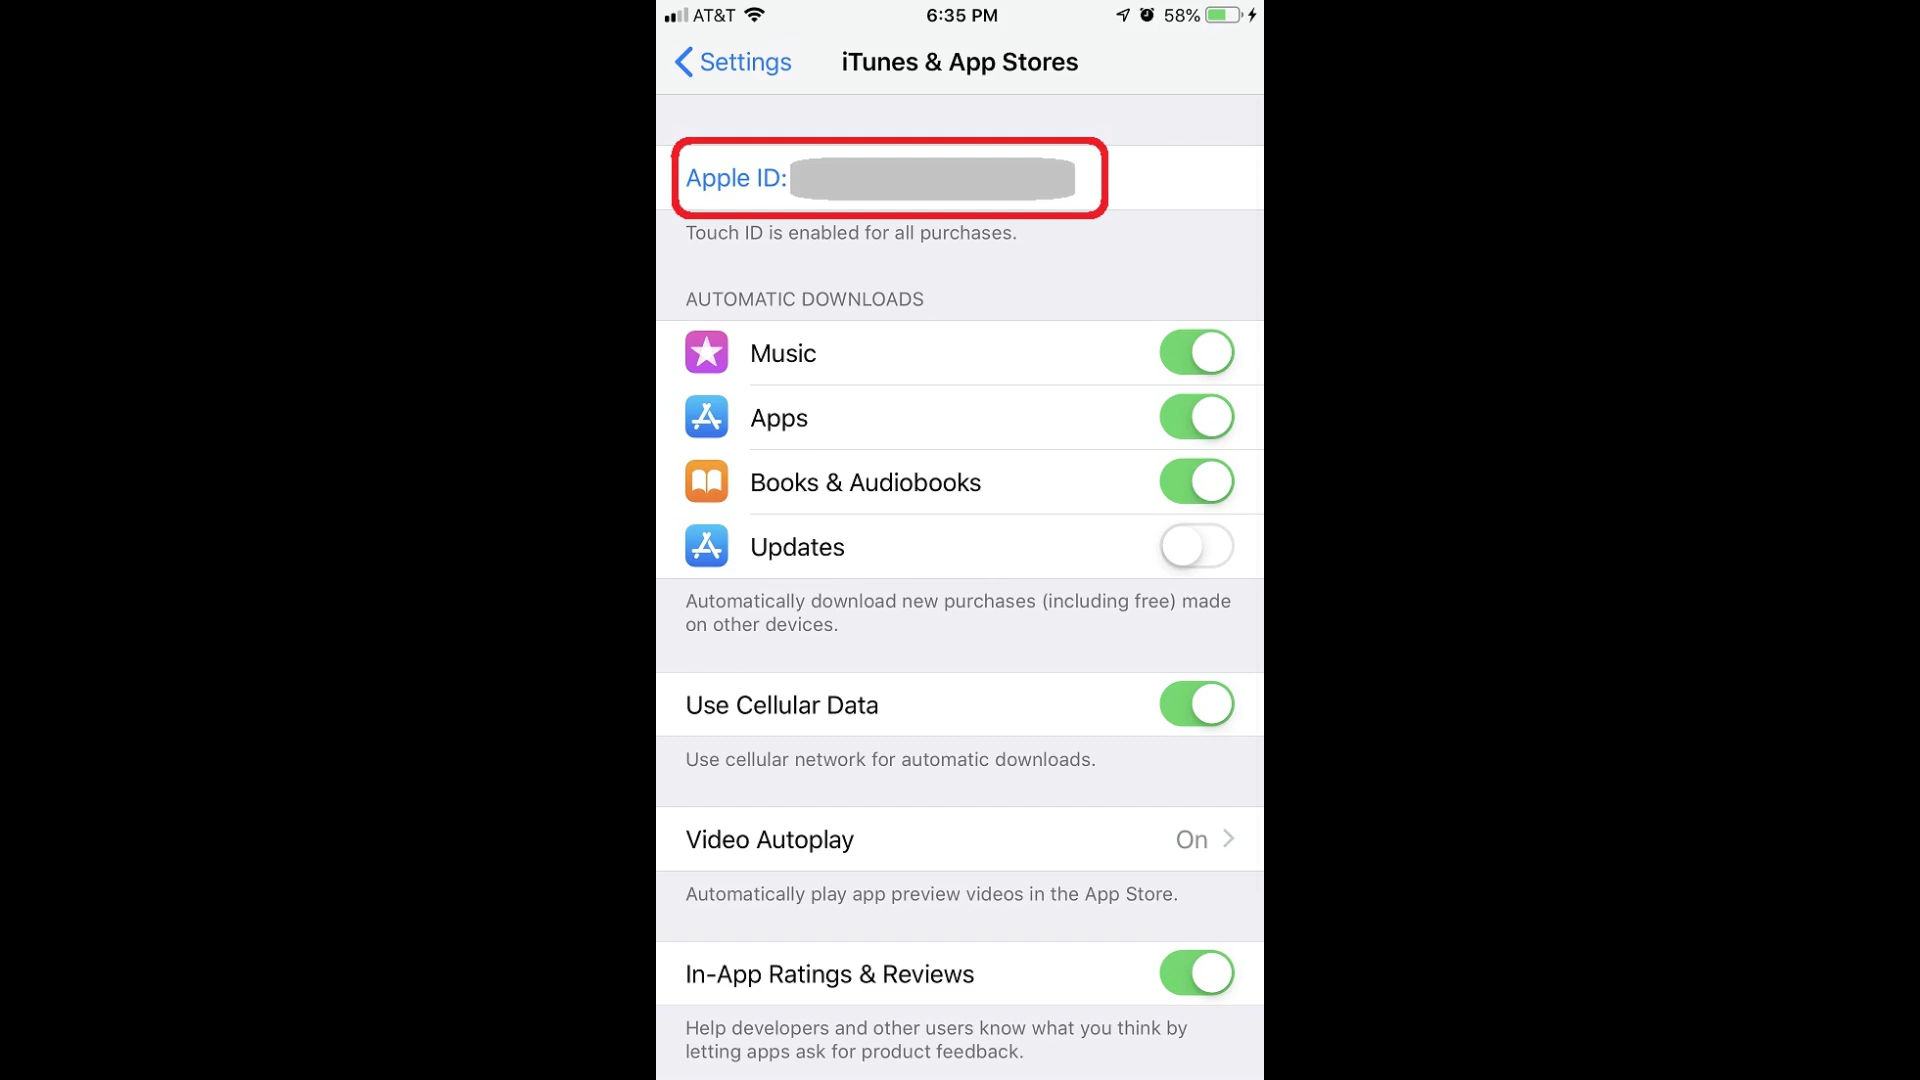 AT&T 6:35 PM 58%
Settings iTunes & App Stores
Apple ID:
Touch ID is enabled for all purchases.
AUTOMATIC DOWNLOADS
Music
Apps
Books & Audiobooks
Updates
Automatically download new purchases (including free) made
on other devices.
Use Cellular Data
Use cellular network for automatic downloads.
Video Autoplay On
Automatically play app preview videos in the App Store.
In-App Ratings & Reviews
Help developers and other users know what you think by
letting apps ask for product feedback.